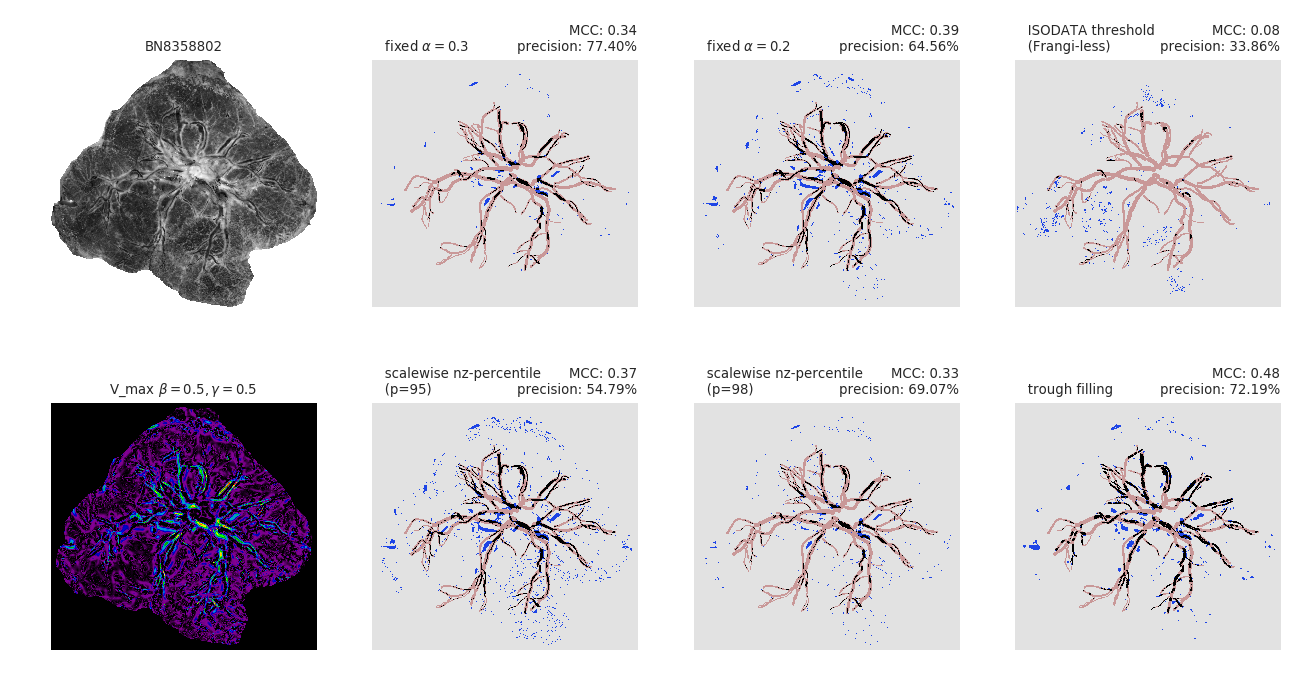 BN8358802
fixed α = 0.3
MCC: 0.34
precision: 77.40%
fixed α = 0.2
MCC: 0.39
precision: 64.56%
ISODATA threshold
(Frangi-less)
MCC: 0.08
precision: 33.86%
V_max β = 0.5, γ = 0.5
scalewise nz-percentile
(p=95)
MCC: 0.37
precision: 54.79%
scalewise nz-percentile
(p=98)
MCC: 0.33
precision: 69.07%
trough filling
MCC: 0.48
precision: 72.19%